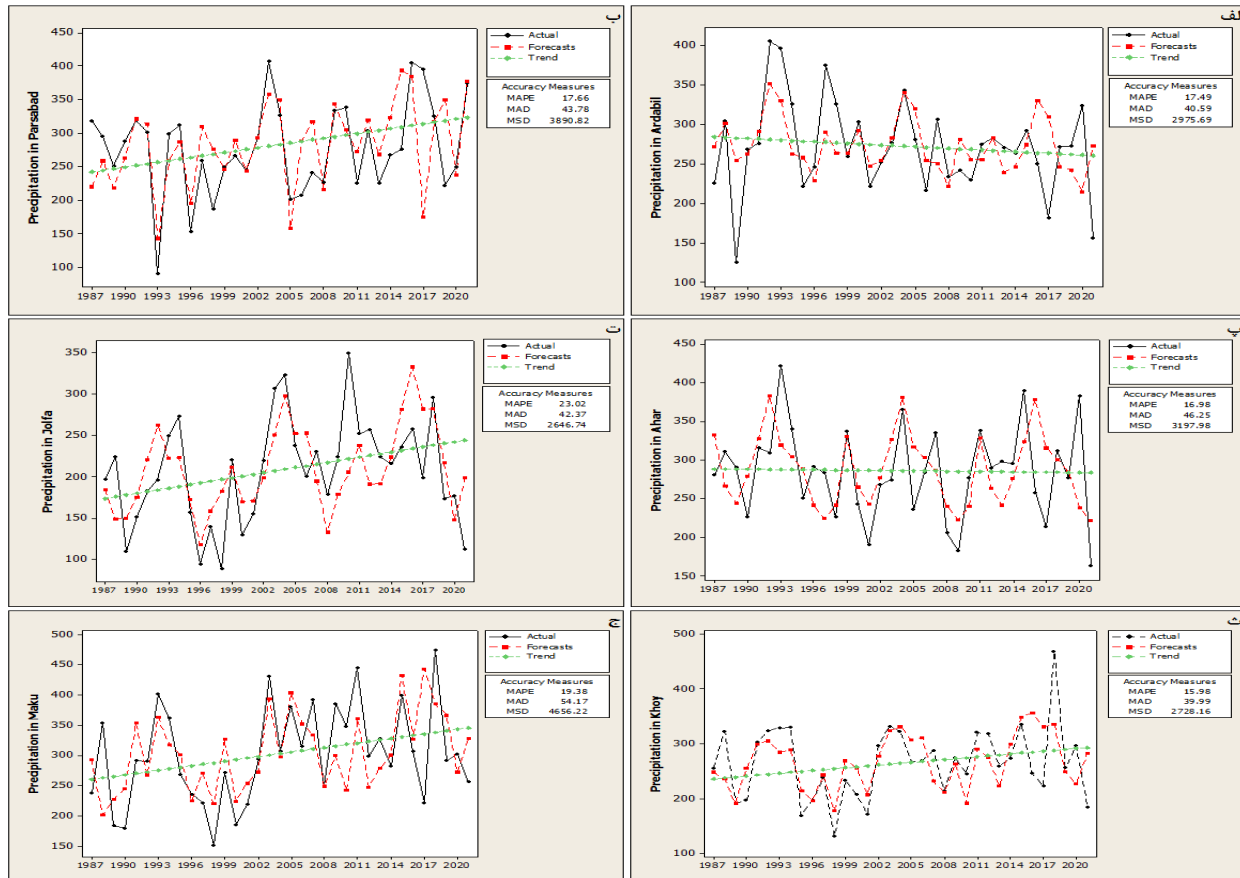 ب
Precipitation in Parsabad
450
400
350
300
250
200
150
100
1987 1990 1993 1996 1999 2002 2005 2008 2011 2014 2017 2020
Actual
Forecasts
Trend
Accuracy Measures
MAPE 17.66
MAD 43.78
MSD 3890.82
الف
Precipitation in Ardabil
400
350
300
250
200
150
100
1987 1990 1993 1996 1999 2002 2005 2008 2011 2014 2017 2020
Actual
Forecasts
Trend
Accuracy Measures
MAPE 17.49
MAD 40.59
MSD 2975.69
ت
Precipitation in Jolfa
350
300
250
200
150
100
1987 1990 1993 1996 1999 2002 2005 2008 2011 2014 2017 2020
Actual
Forecasts
Trend
Accuracy Measures
MAPE 23.02
MAD 42.37
MSD 2646.74
پ
Precipitation in Ahar
450
400
350
300
250
200
150
1987 1990 1993 1996 1999 2002 2005 2008 2011 2014 2017 2020
Actual
Forecasts
Trend
Accuracy Measures
MAPE 16.98
MAD 46.25
MSD 3197.98
ج
Precipitation in Maku
500
450
400
350
300
250
200
150
1987 1990 1993 1996 1999 2002 2005 2008 2011 2014 2017 2020
Actual
Forecasts
Trend
Accuracy Measures
MAPE 19.38
MAD 54.17
MSD 4656.22
ث
Precipitation in Khoy
500
400
300
200
100
1987 1990 1993 1996 1999 2002 2005 2008 2011 2014 2017 2020
Actual
Forecasts
Trend
Accuracy Measures
MAPE 15.98
MAD 39.99
MSD 2728.16